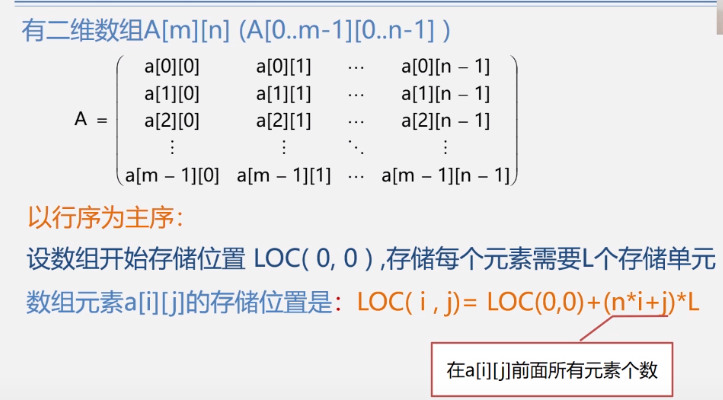 有二维数组A[m][n] (A[0..m-1][0..n-1] )
a[0][0] a[0][1] ⋯ a[0][n − 1]
a[1][0] a[1][1] ⋯ a[1][n − 1]
A = a[2][0] a[2][1] ⋯ a[2][n − 1]
⋮ ⋮ ⋱ ⋮
a[m − 1][0] a[m − 1][1] ⋯ a[m − 1][n − 1]
以行序为主序：
设数组开始存储位置 LOC( 0, 0 ) ,存储每个元素需要L个存储单元
数组元素a[i][j]的存储位置是：LOC( i , j)= LOC(0,0)+(n*i+j)*L
在a[i][j]前面所有元素个数